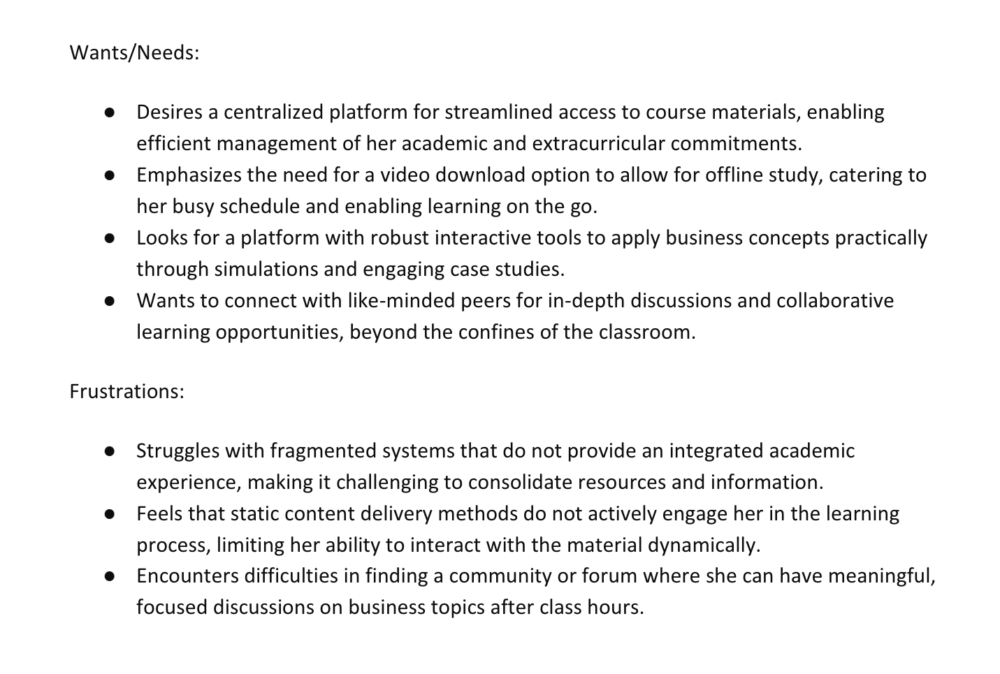 Wants/Needs:
● Desires a centralized platform for streamlined access to course materials, enabling
efficient management of her academic and extracurricular commitments.
● Emphasizes the need for a video download option to allow for offline study, catering to
her busy schedule and enabling learning on the go.
● Looks for a platform with robust interactive tools to apply business concepts practically
through simulations and engaging case studies.
● Wants to connect with like-minded peers for in-depth discussions and collaborative
learning opportunities, beyond the confines of the classroom.
Frustrations:
● Struggles with fragmented systems that do not provide an integrated academic
experience, making it challenging to consolidate resources and information.
● Feels that static content delivery methods do not actively engage her in the learning
process, limiting her ability to interact with the material dynamically.
● Encounters difficulties in finding a community or forum where she can have meaningful,
focused discussions on business topics after class hours.